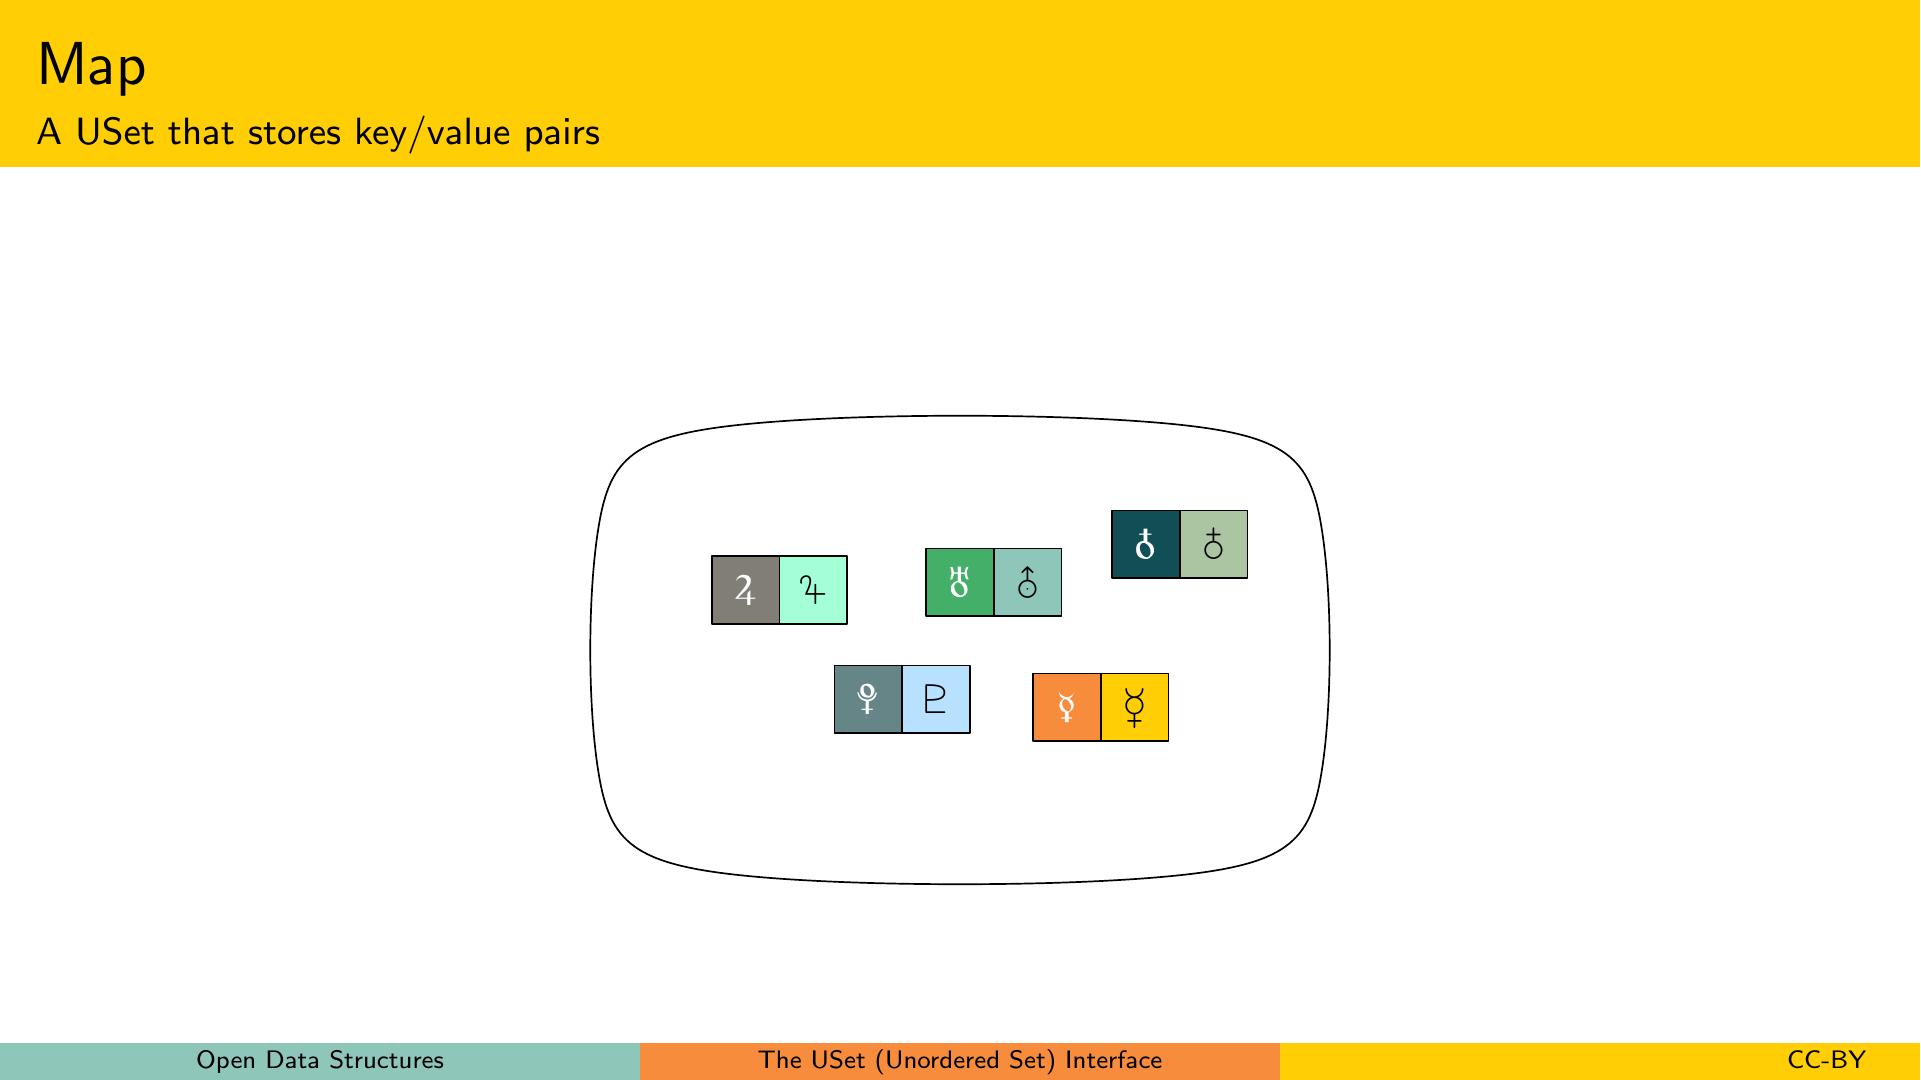 Map
A USet that stores key/value pairs
♃ ♃
♅ ⛢
♁ ♁
⚘ ♇
☿ ☿
Open Data Structures
The USet (Unordered Set) Interface
CC-BY